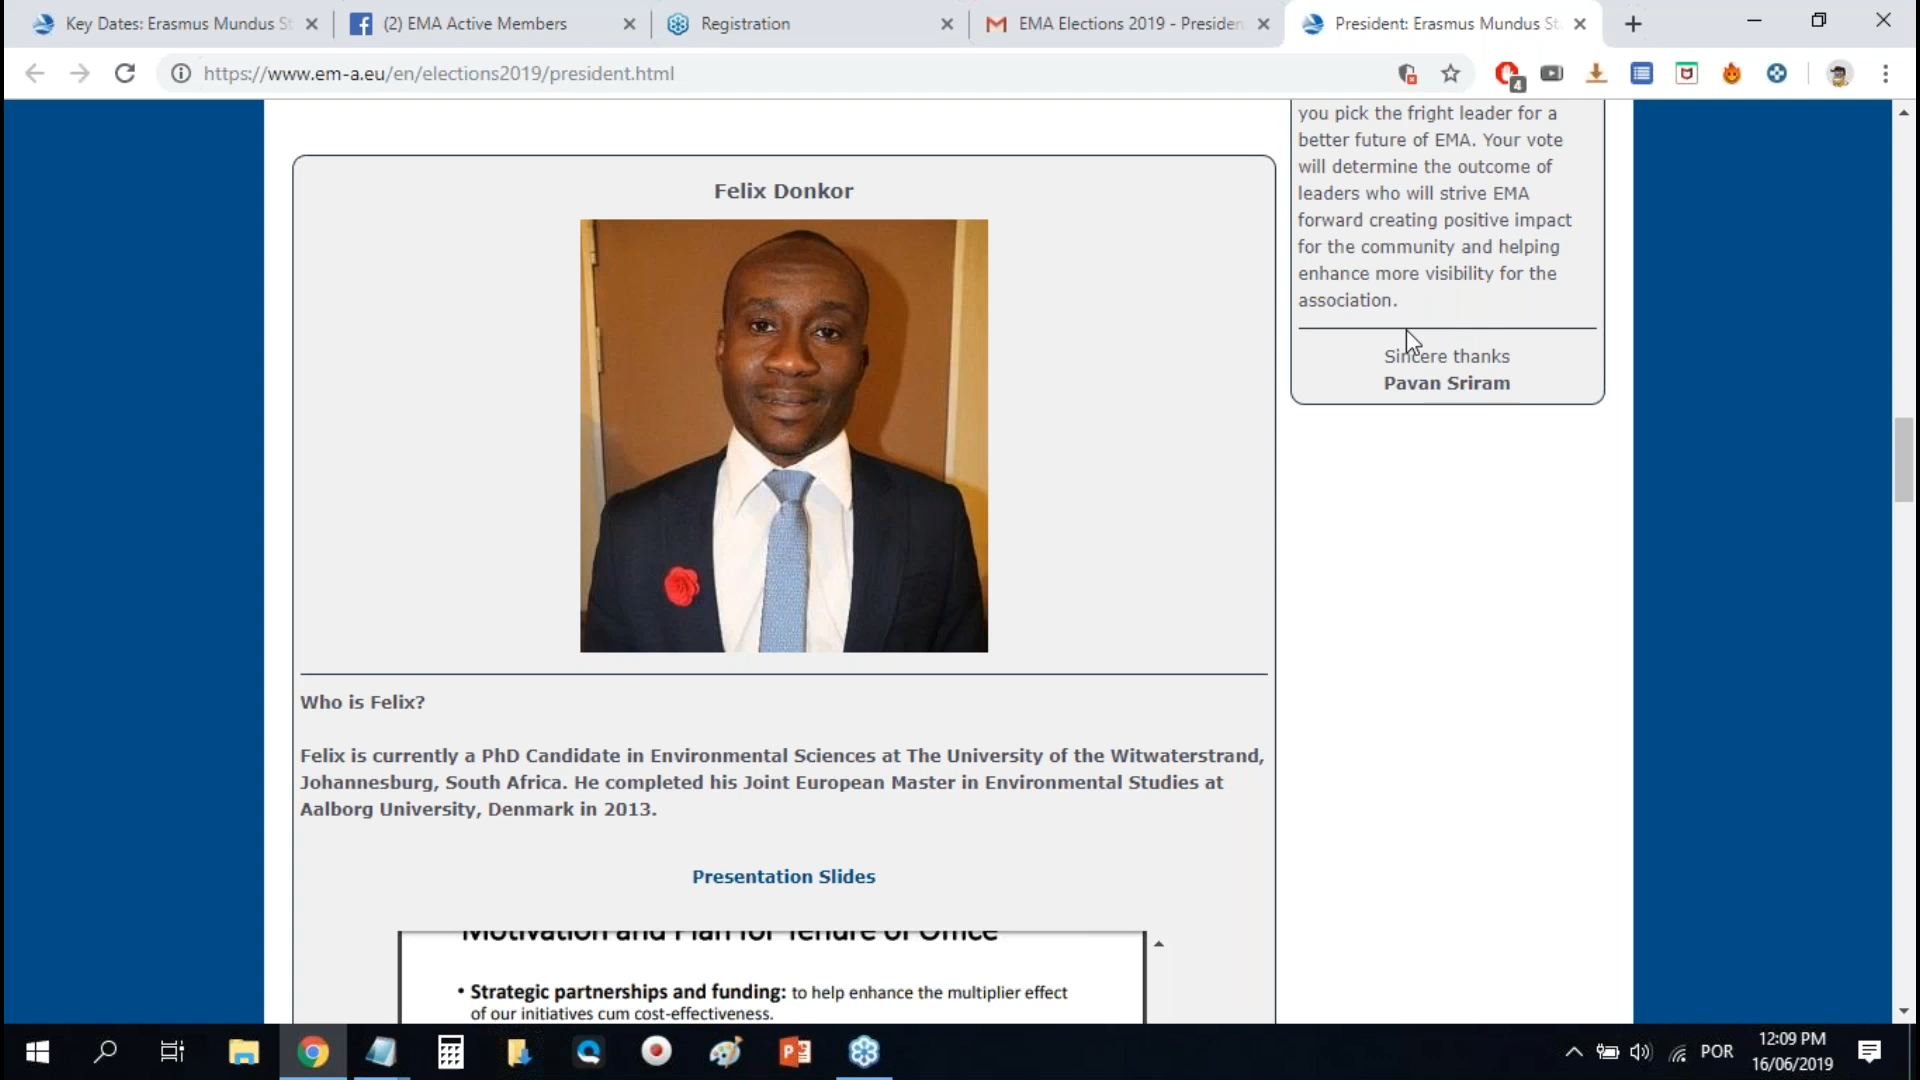 Key Dates: Erasmus Mundus St
(2) EMA Active Members
Registration
EMA Elections 2019 - Presiden
President: Erasmus Mundus St
https://www.em-a.eu/en/elections2019/president.html
4
you pick the fright leader for a
better future of EMA. Your vote
will determine the outcome of
leaders who will strive EMA
forward creating positive impact
for the community and helping
enhance more visibility for the
association.
Sincere thanks
Pavan Sriram
Felix Donkor
Who is Felix?
Felix is currently a PhD Candidate in Environmental Sciences at The University of the Witwaterstrand,
Johannesburg, South Africa. He completed his Joint European Master in Environmental Studies at
Aalborg University, Denmark in 2013.
Presentation Slides
Motivation and Plan for Tenure of Office
• Strategic partnerships and funding: to help enhance the multiplier effect
of our initiatives cum cost-effectiveness.
POR
12:09 PM
16/06/2019